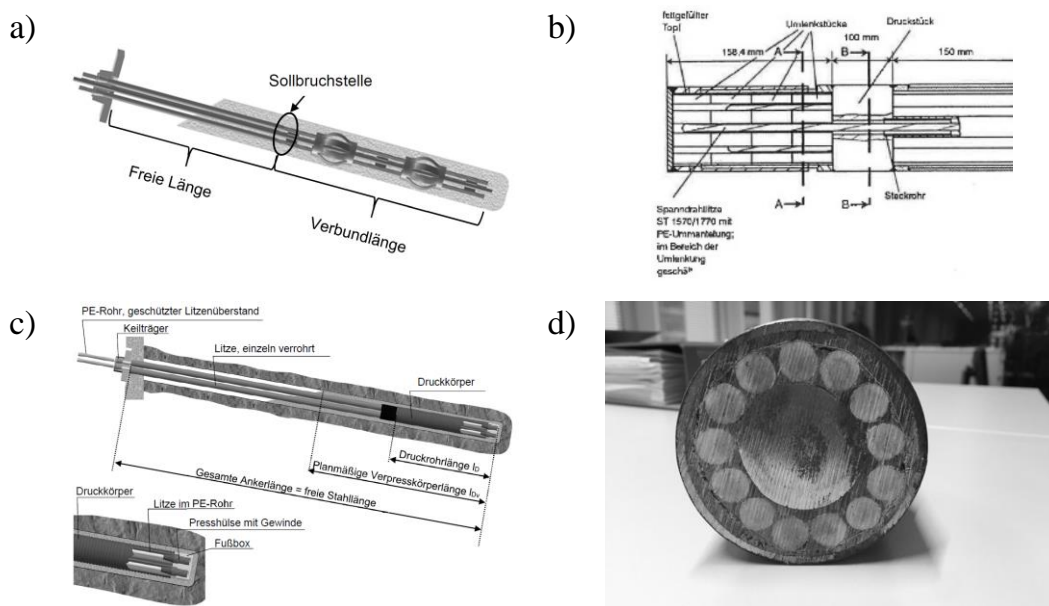 a)
Sollbruchstelle
Freie Länge
Verbundlänge
b)
fettgefüllter
Topf
Umlenkstücke
Druckstück
100 mm
158,4 mm
A
B
150 mm
A
B
Steckrohr
Spanndrahtlitze
ST 1570/1770 mit
PE-Ummantelung;
im Bereich der
Umlenkung
c)
PE-Rohr, geschützter Litzenüberstand
Keilträger
Litze, einzeln verrohrt
Druckkörper
Druckrohrlänge l
Planmäßige Verpresskörperlänge l
Gesamte Ankerlänge = freie Stahllänge
Druckkörper
Litze im PE-Rohr
Presshülse mit Gewinde
Fußbox
d)